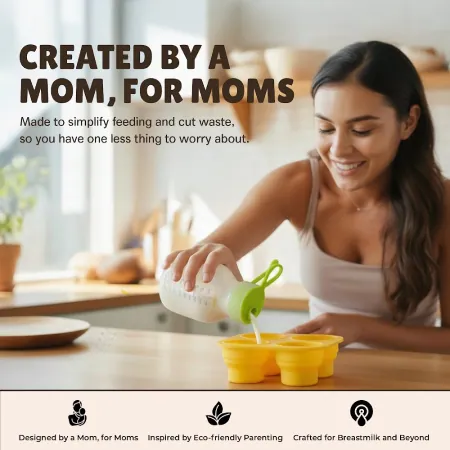 CREATED BY A
MOM, FOR MOMS
Made to simplify feeding and cut waste,
so you have one less thing to worry about.
Designed by a Mom, for Moms
Inspired by Eco-friendly Parenting
Crafted for Breastmilk and Beyond